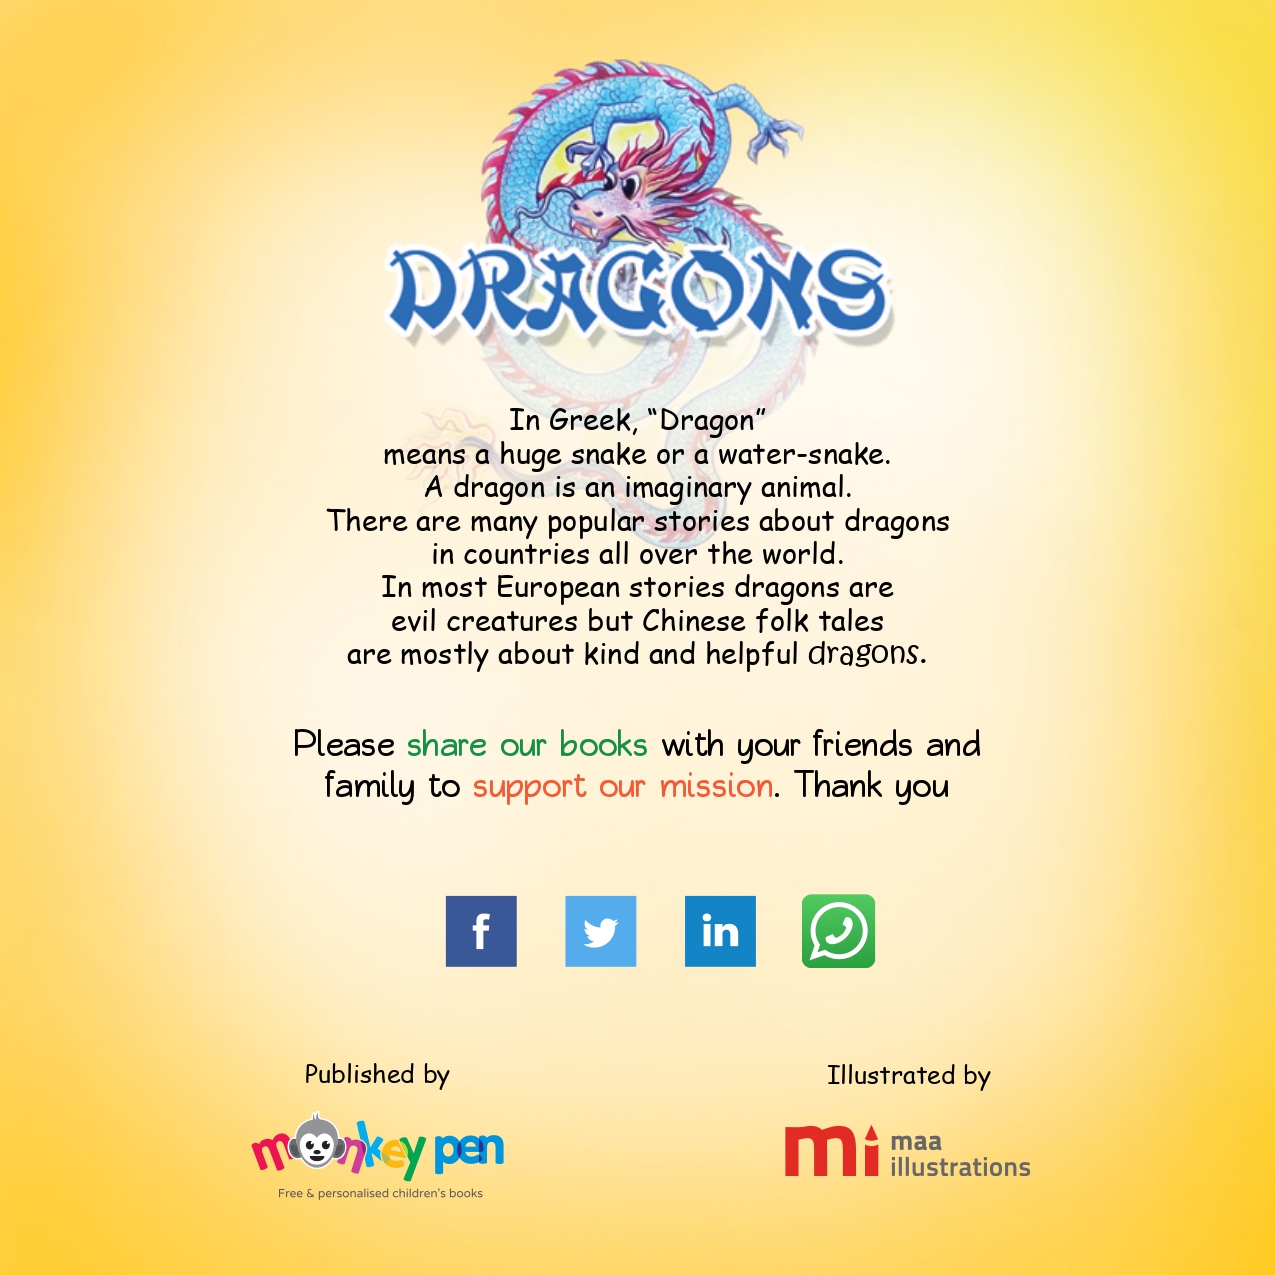 DRAGONS
In Greek, “Dragon”
means a huge snake or a water-snake.
A dragon is an imaginary animal.
There are many popular stories about dragons
in countries all over the world.
In most European stories dragons are
evil creatures but Chinese folk tales
are mostly about kind and helpful dragons.
Please share our books with your friends and
family to support our mission. Thank you
f
in
Published by
monkey pen
Free & personalised children's books
Illustrated by
mi
maa
illustrations